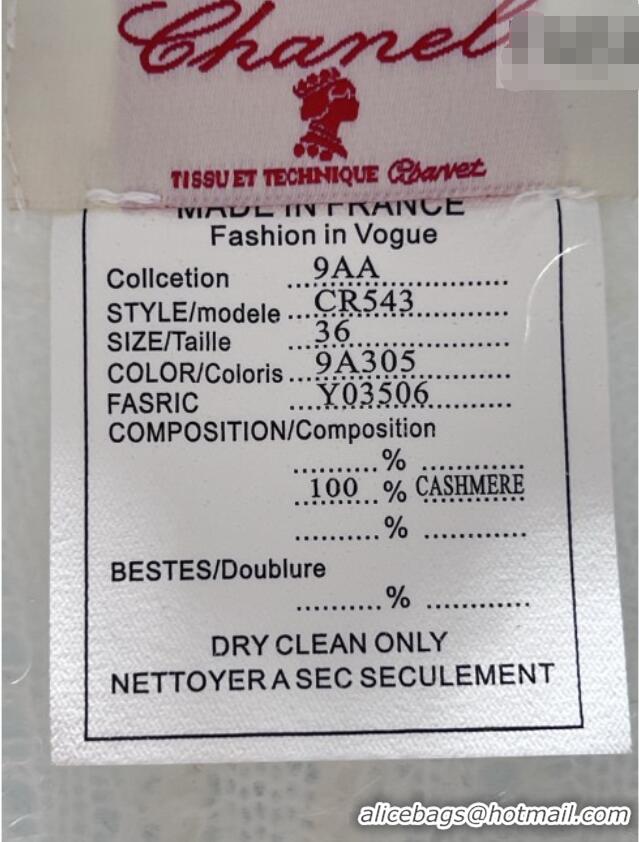 Chanel
TISSU ET TECHNIQUE Charvet
MADE IN FRANCE
Fashion in Vogue
Collcetion 9AA
STYLE/modele CR543
SIZE/Taille 36
COLOR/Coloris 9A305
FASRIC Y03506
COMPOSITION/Composition
%
100 % CASHMERE
%
BESTES/Doublure
%
DRY CLEAN ONLY
NETTOYER A SEC SECULEMENT
alicebags@hotmail.com